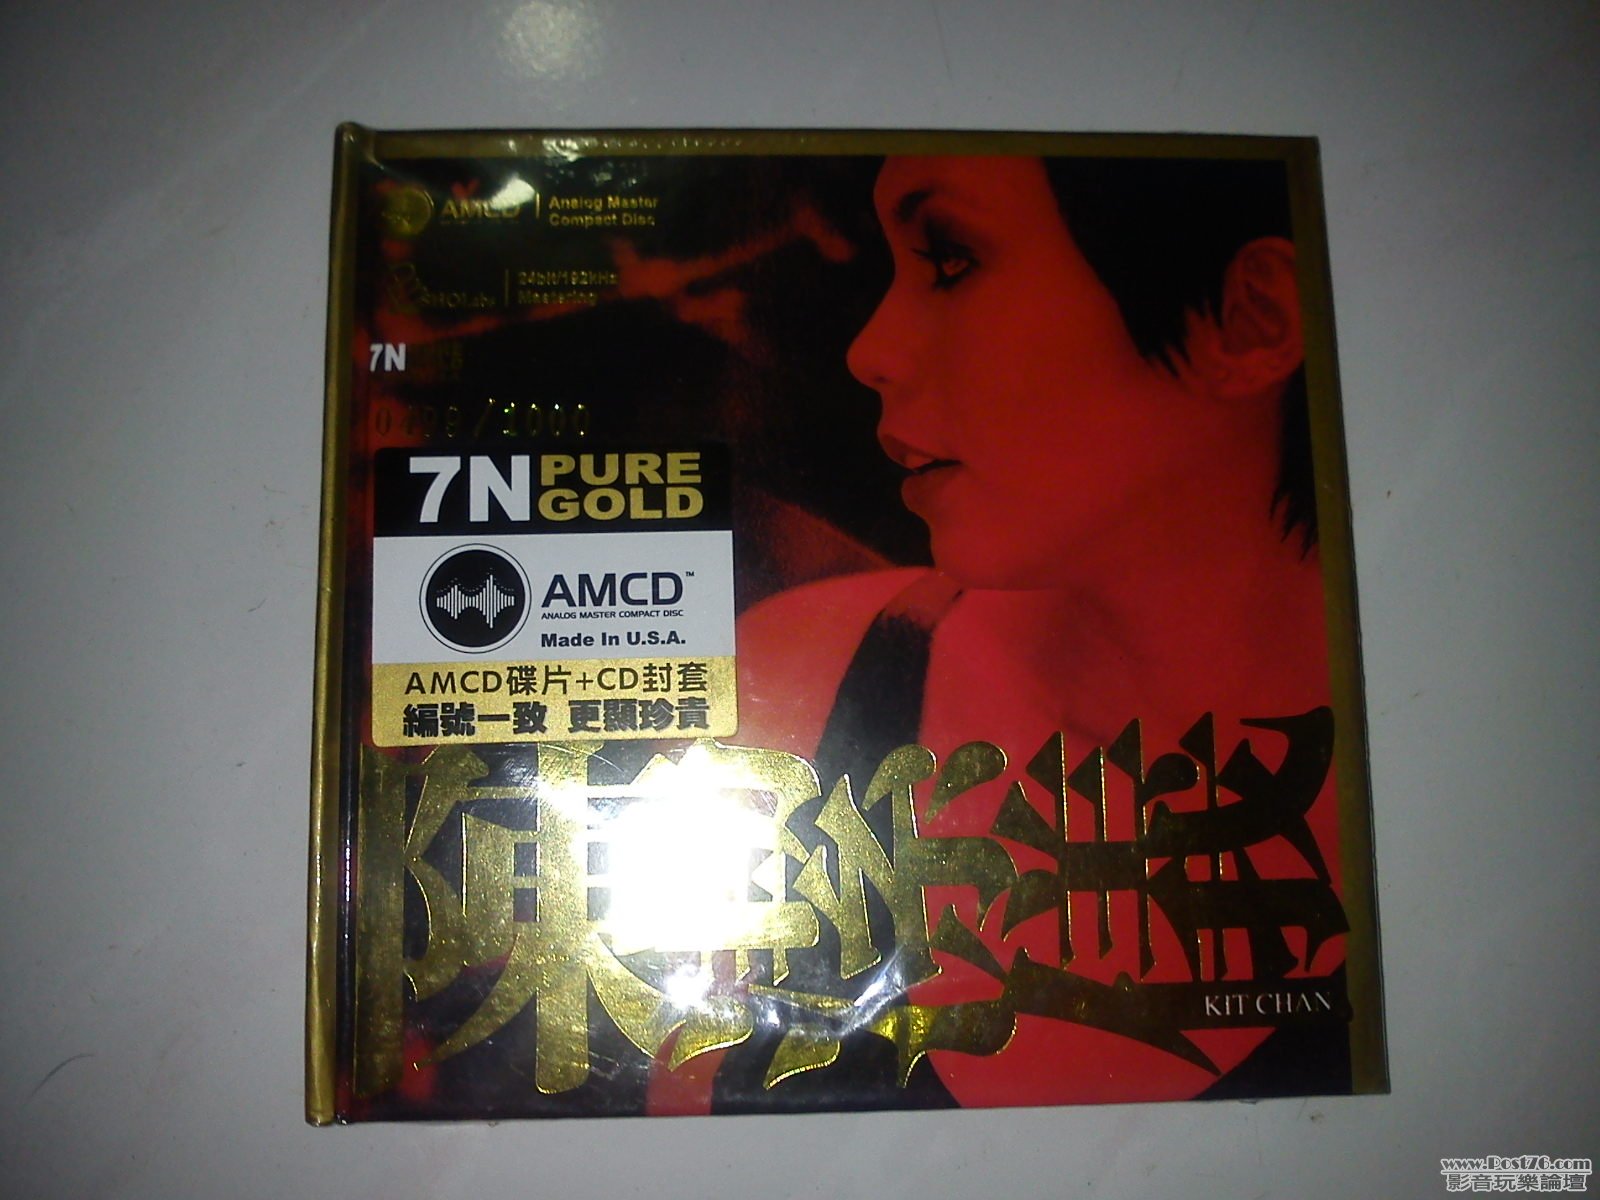 AMCD
Analog Master
Compact Disc
24bit/192kHz
Mastering
7N
0499/1000
7N PURE
GOLD
AMCD™
ANALOG MASTER COMPACT DISC
Made In U.S.A.
AMCD碟片+CD封套
編號一致 更顯珍貴
陳潔儀
KIT CHAN
www.Post76.com
影音玩樂論壇